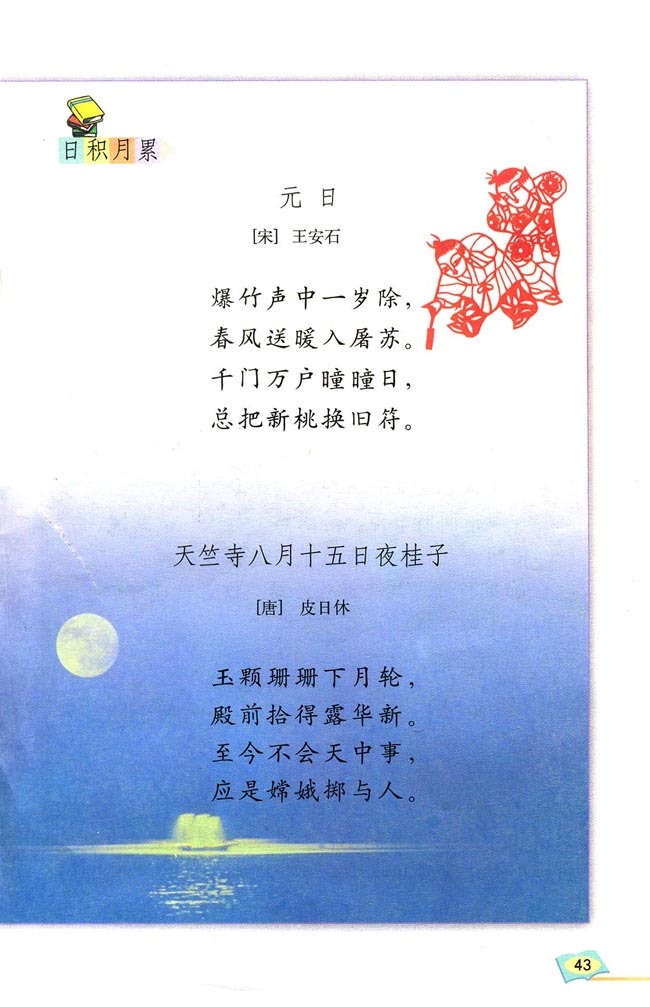 日积月累
元日
[宋] 王安石
爆竹声中一岁除，
春风送暖入屠苏。
千门万户曈曈日，
总把新桃换旧符。
天竺寺八月十五日夜桂子
[唐] 皮日休
玉颗珊珊下月轮，
殿前拾得露华新。
至今不会天中事，
应是嫦娥掷与人。
43